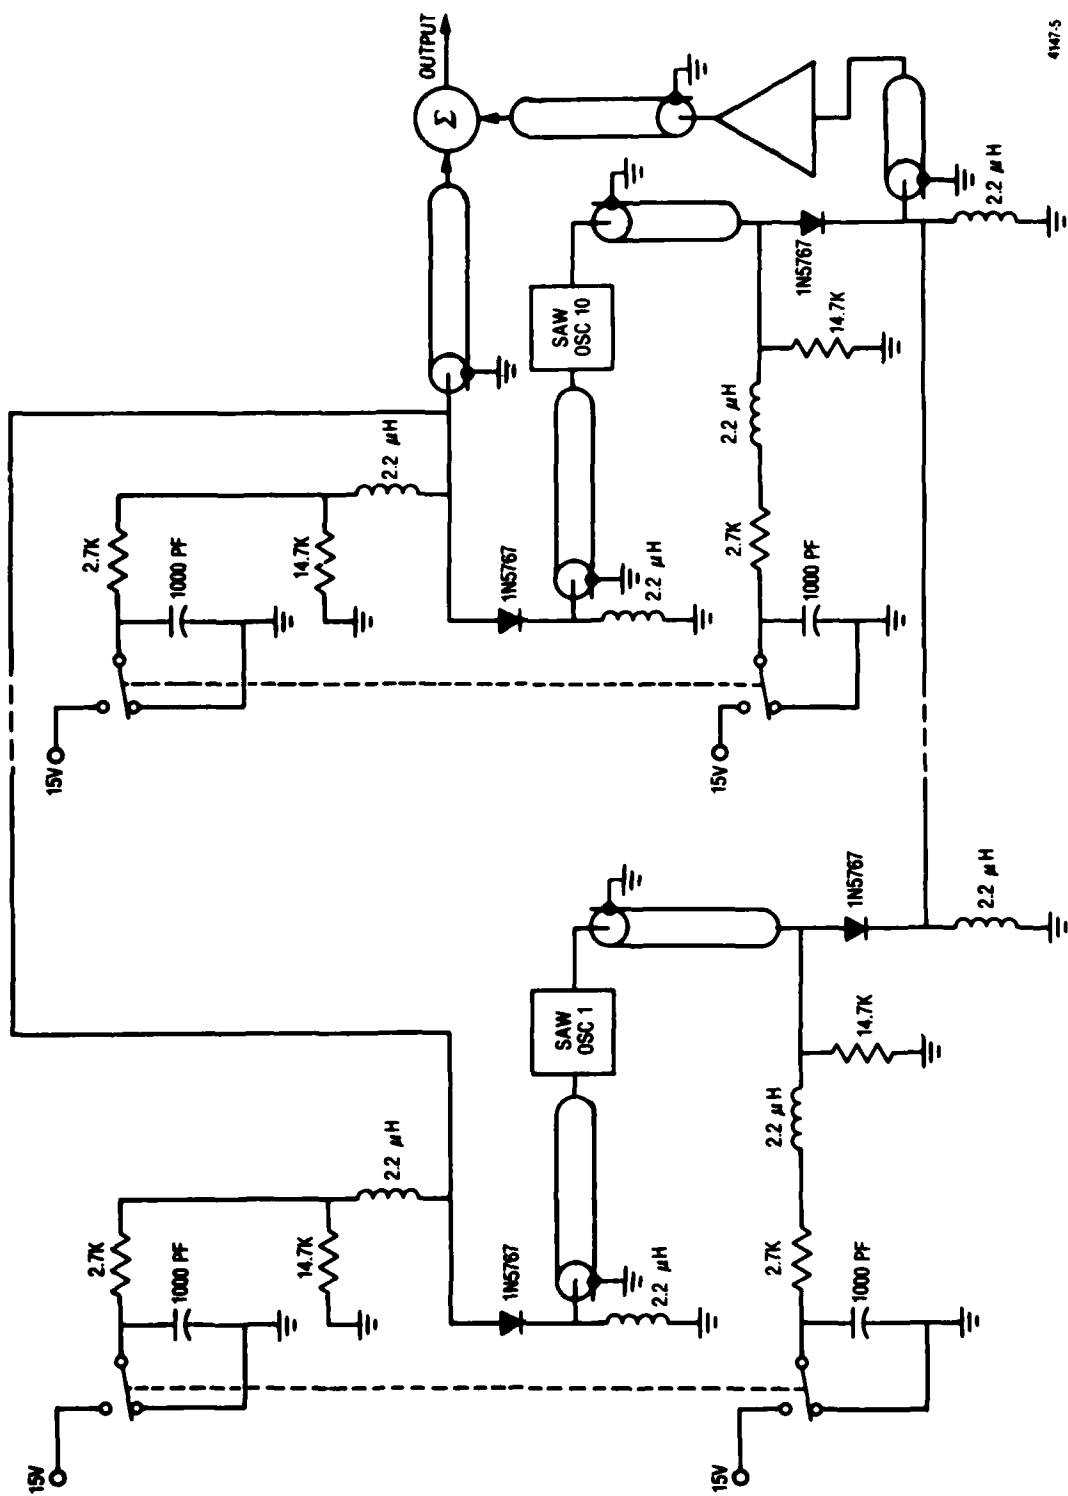 15V
15V
2.7K
2.7K
1000 PF
1000 PF
14.7K
14.7K
2.2 µH
2.2 µH
OUTPUT
Σ
1N5767
1N5767
SAW
OSC 1
SAW
OSC 10
2.2 µH
2.2 µH
15V
15V
2.7K
2.2 µH
2.7K
2.2 µH
1000 PF
14.7K
1N5767
1000 PF
14.7K
1N5767
2.2 µH
2.2 µH
4147-5